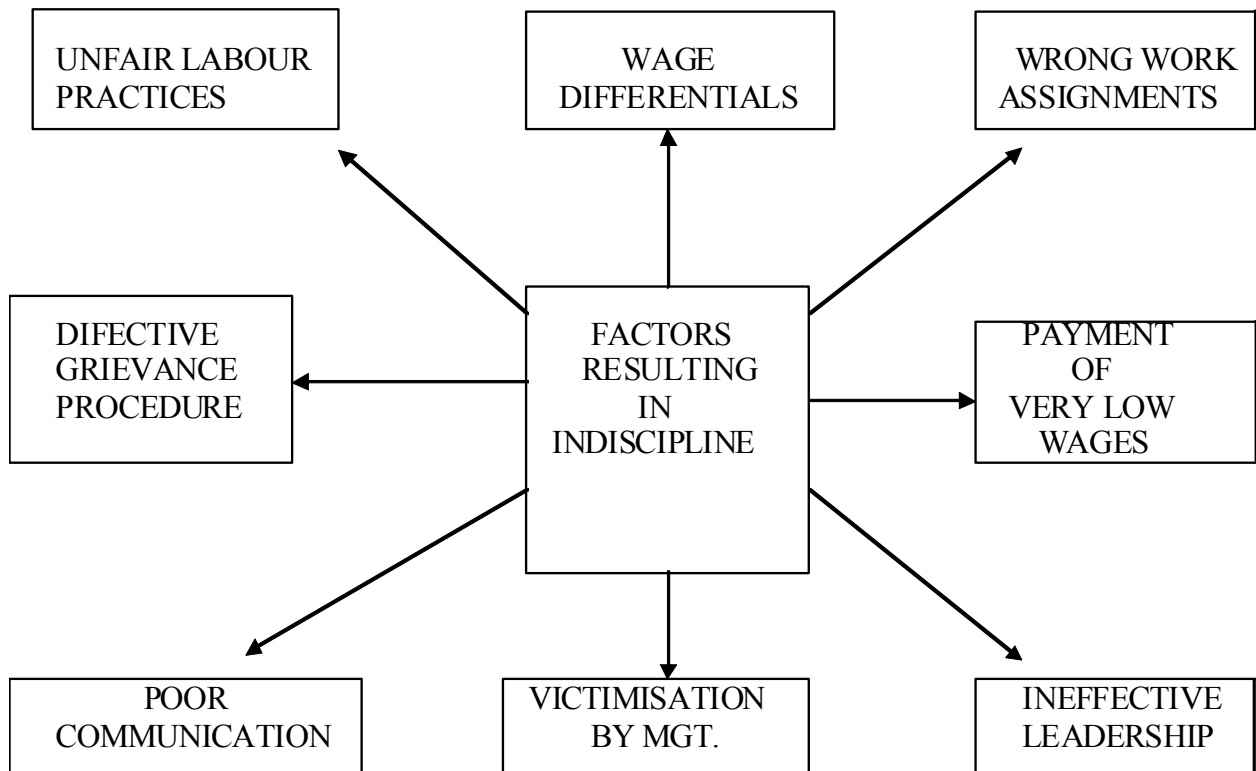 UNFAIR LABOUR
PRACTICES
WAGE
DIFFERENTIALS
WRONG WORK
ASSIGNMENTS
DIFECTIVE
GRIEVANCE
PROCEDURE
FACTORS
RESULTING
IN
INDISCIPLINE
PAYMENT
OF
VERY LOW
WAGES
POOR
COMMUNICATION
VICTIMISATION
BY MGT.
INEFFECTIVE
LEADERSHIP